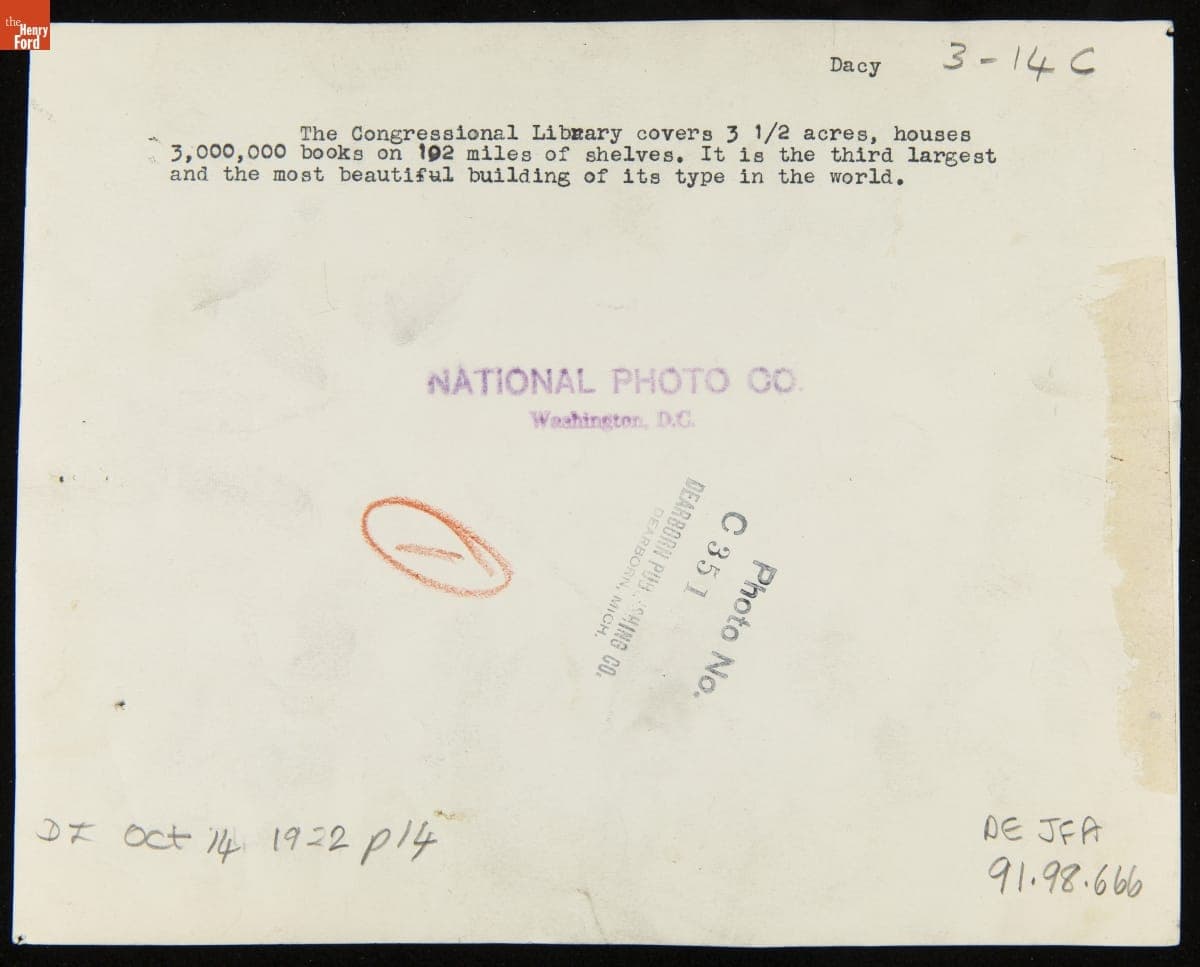 the
Henry
Ford
Dacy 3-14 C
The Congressional Library covers 3 1/2 acres, houses
3,000,000 books on 102 miles of shelves. It is the third largest
and the most beautiful building of its type in the world.
NATIONAL PHOTO CO.
Washington, D.C.
Photo No.
C 351
DEARBORN CO.
DEARBORN, MICH.
DI Oct 14 1922 p14
DE JFA
91.98.666